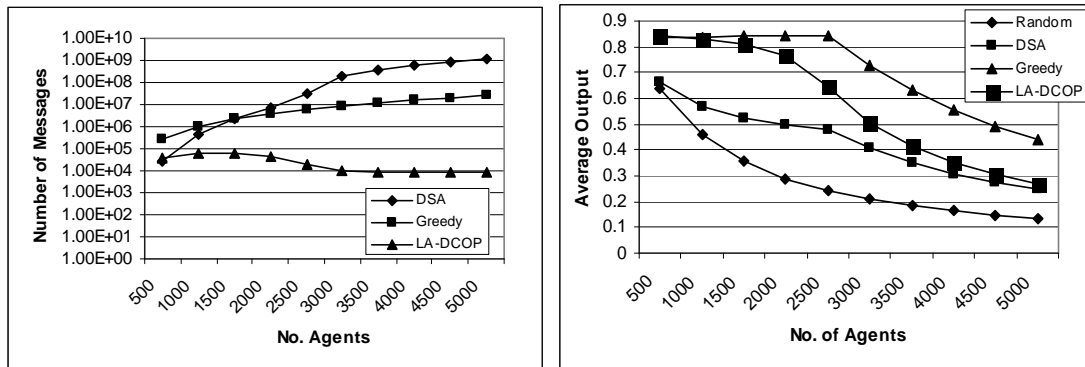 1.00E+10
1.00E+09
1.00E+08
1.00E+07
1.00E+06
1.00E+05
1.00E+04
1.00E+03
1.00E+02
1.00E+01
1.00E+00
Number of Messages
DSA
Greedy
LA-DCOP
500
1000
1500
2000
2500
3000
3500
4000
4500
5000
No. Agents
0.9
0.8
0.7
0.6
0.5
0.4
0.3
0.2
0.1
0
Average Output
Random
DSA
Greedy
LA-DCOP
500
1000
1500
2000
2500
3000
3500
4000
4500
5000
No. of Agents